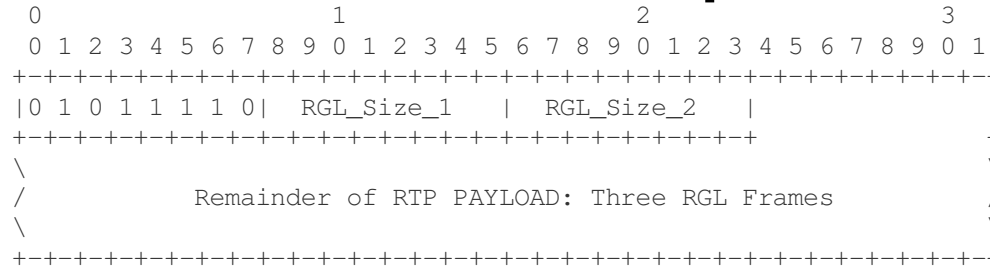 0                   1                   2                   3
0 1 2 3 4 5 6 7 8 9 0 1 2 3 4 5 6 7 8 9 0 1 2 3 4 5 6 7 8 9 0 1
+-+-+-+-+-+-+-+-+-+-+-+-+-+-+-+-+-+-+-+-+-+-+-+-+-+-+-+-+-+-+-+-
|0 1 0 1 1 1 1 0|  RGL_Size_1   |  RGL_Size_2   |
+-+-+-+-+-+-+-+-+-+-+-+-+-+-+-+-+-+-+-+-+-+-+-+-+
\
/           Remainder of RTP PAYLOAD: Three RGL Frames
\
+-+-+-+-+-+-+-+-+-+-+-+-+-+-+-+-+-+-+-+-+-+-+-+-+-+-+-+-+-+-+-+-